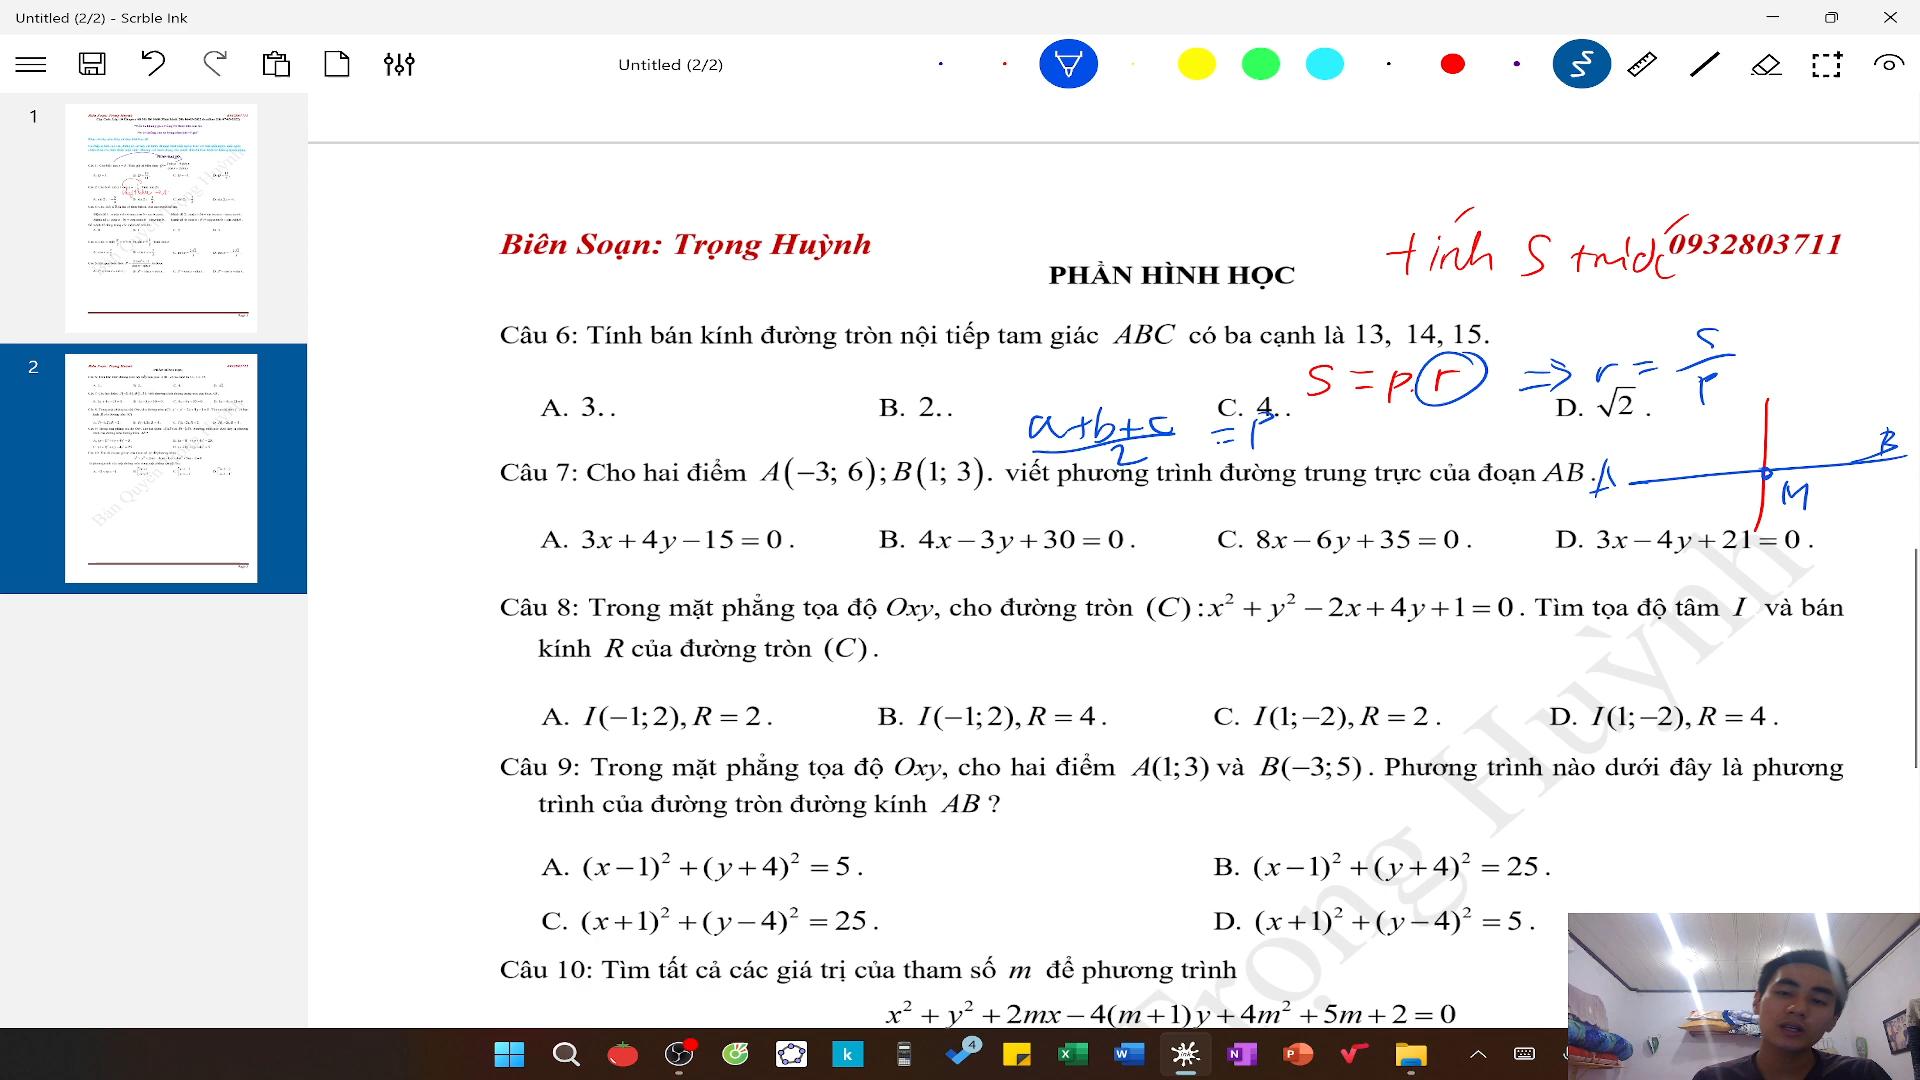 Untitled (2/2) - Scrble Ink
Untitled (2/2)
1
2
Biên Soạn: Trọng Huỳnh
0932803711
tính S trước
PHẦN HÌNH HỌC
Câu 6: Tính bán kính đường tròn nội tiếp tam giác ABC có ba cạnh là 13, 14, 15.
S = p.r => r = S/p
A. 3..
B. 2..
C. 4..
D. √2 .
(a+b+c)/2 = P
Câu 7: Cho hai điểm A(−3; 6); B(1; 3). viết phương trình đường trung trực của đoạn AB .
A
B
M
A. 3x + 4y − 15 = 0 .
B. 4x − 3y + 30 = 0 .
C. 8x − 6y + 35 = 0 .
D. 3x − 4y + 21 = 0 .
Câu 8: Trong mặt phẳng tọa độ Oxy, cho đường tròn (C): x² + y² − 2x + 4y + 1 = 0 . Tìm tọa độ tâm I và bán
kính R của đường tròn (C) .
A. I(−1; 2), R = 2 .
B. I(−1; 2), R = 4 .
C. I(1; −2), R = 2 .
D. I(1; −2), R = 4 .
Câu 9: Trong mặt phẳng tọa độ Oxy, cho hai điểm A(1; 3) và B(−3; 5) . Phương trình nào dưới đây là phương
trình của đường tròn đường kính AB ?
A. (x − 1)² + (y + 4)² = 5 .
B. (x − 1)² + (y + 4)² = 25 .
C. (x + 1)² + (y − 4)² = 25 .
D. (x + 1)² + (y − 4)² = 5 .
Câu 10: Tìm tất cả các giá trị của tham số m để phương trình
x² + y² + 2mx − 4(m + 1)y + 4m² + 5m + 2 = 0
Trọng Huỳnh
4